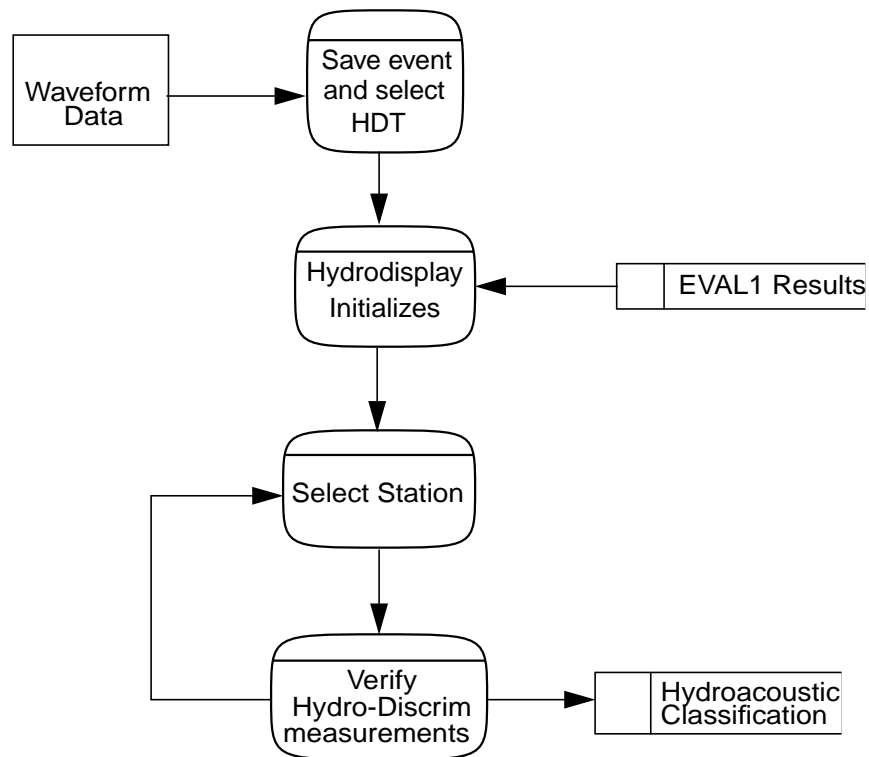 Waveform
Data
Save event
and select
HDT
Hydrodisplay
Initializes
EVAL1 Results
Select Station
Verify
Hydro-Discrim
measurements
Hydroacoustic
Classification